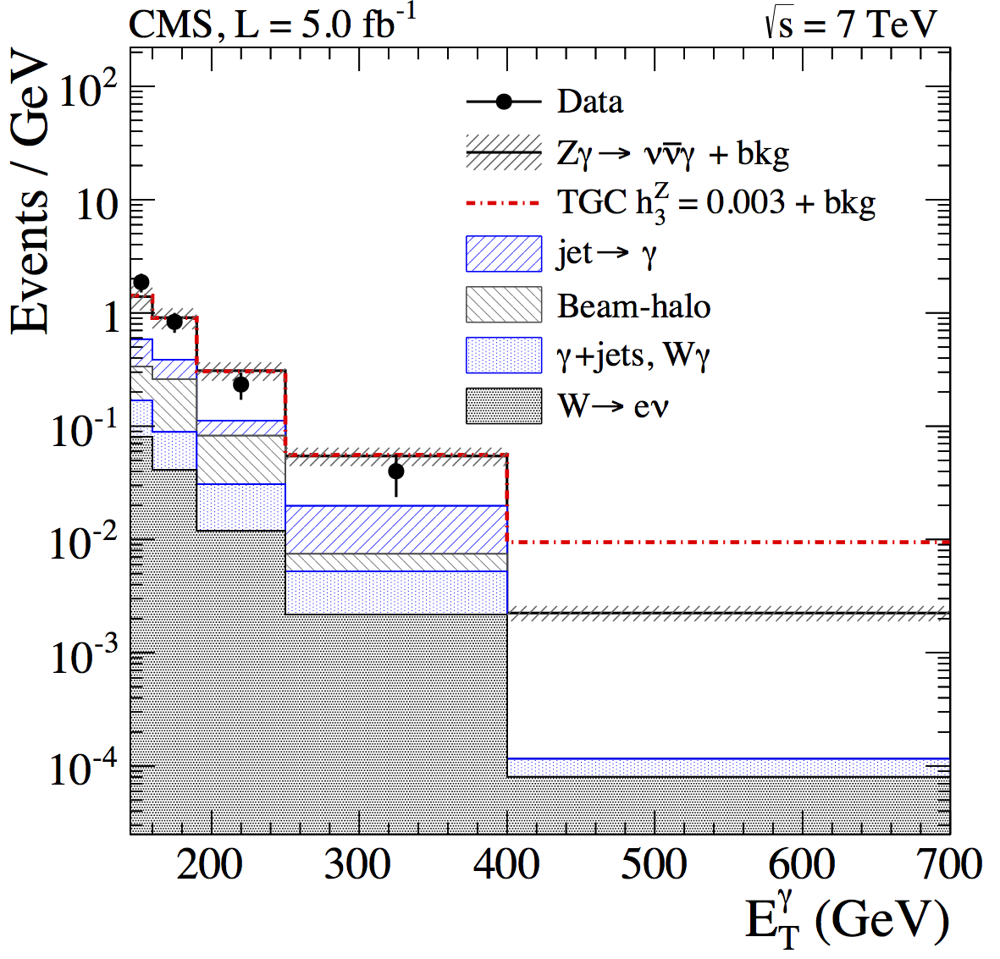 CMS, L = 5.0 fb⁻¹ √s = 7 TeV
Events / GeV
10²
10
1
10⁻¹
10⁻²
10⁻³
10⁻⁴
Data
Zγ→ νν̅γ + bkg
TGC h₃ᶻ = 0.003 + bkg
jet→ γ
Beam-halo
γ+jets, Wγ
W→ eν
200 300 400 500 600 700
E_T^γ (GeV)